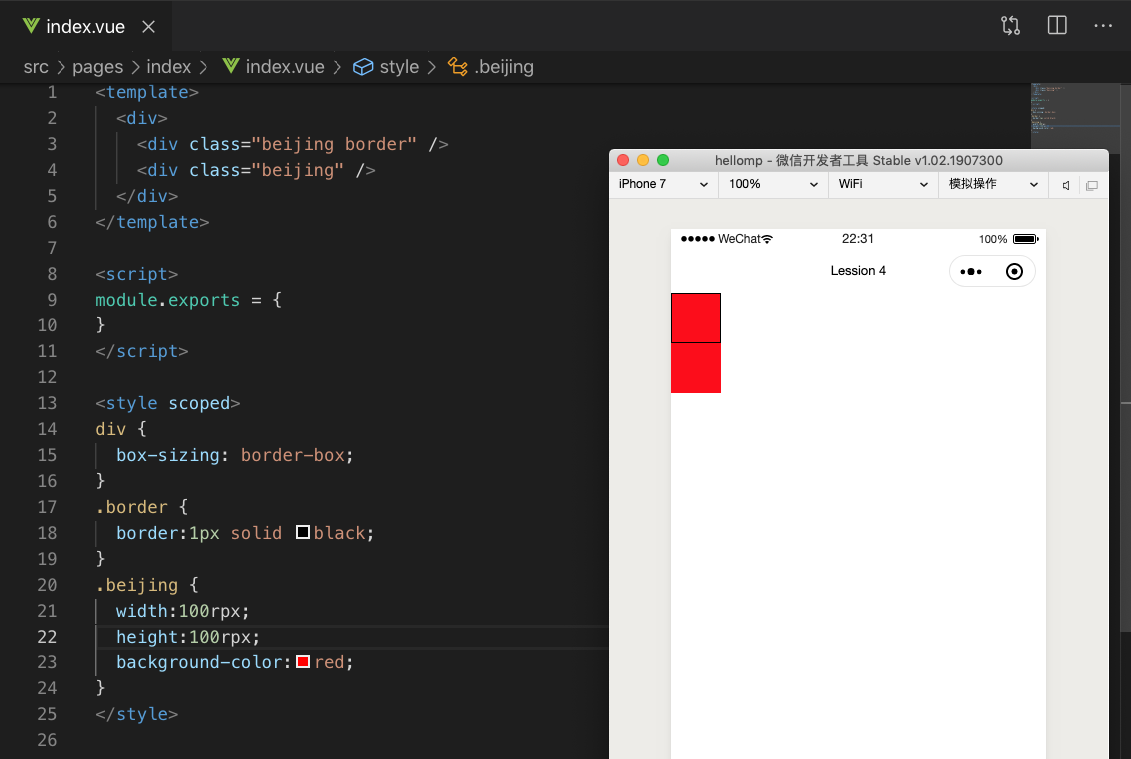 index.vue
src > pages > index > index.vue > style > .beijing
1 <template>
2 <div>
3 <div class="beijing border" />
4 <div class="beijing" />
5 </div>
6 </template>
7
8 <script>
9 module.exports = {
10 }
11 </script>
12
13 <style scoped>
14 div {
15 box-sizing: border-box;
16 }
17 .border {
18 border:1px solid black;
19 }
20 .beijing {
21 width:100rpx;
22 height:100rpx;
23 background-color:red;
24 }
25 </style>
26
hellomp - 微信开发者工具 Stable v1.02.1907300
iPhone 7 100% WiFi 模拟操作
WeChat 22:31 100%
Lession 4